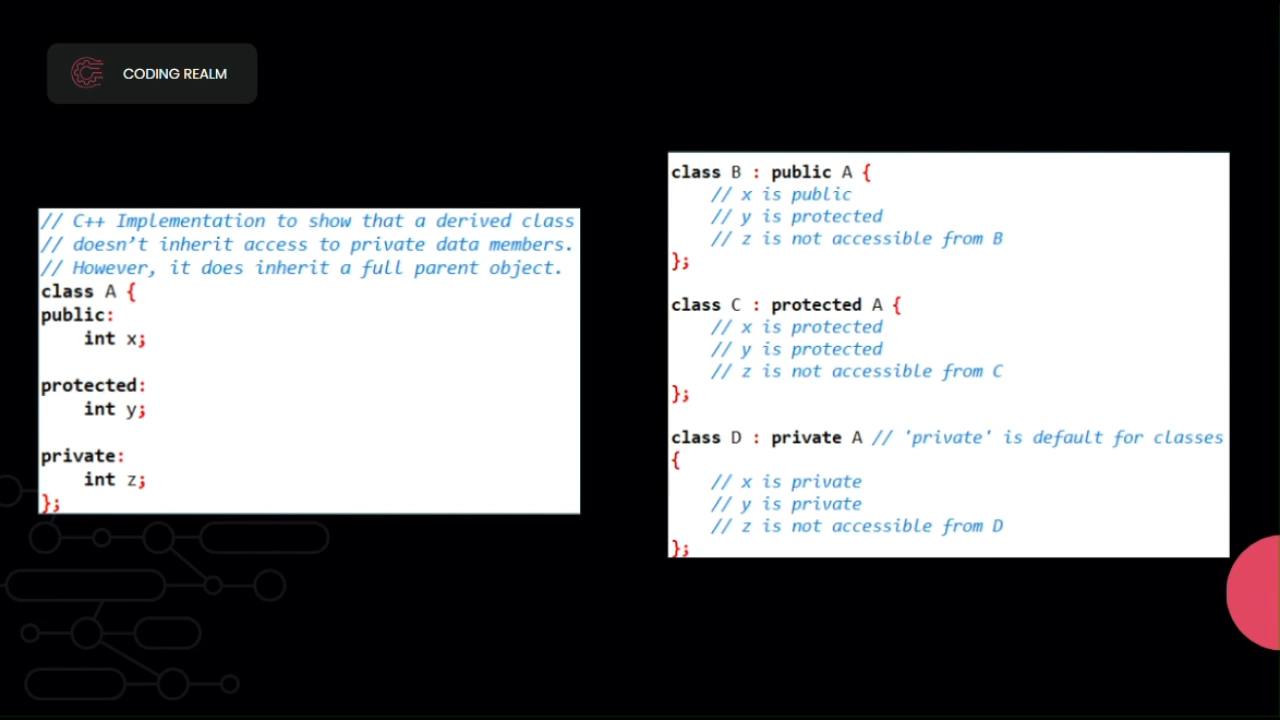 CODING REALM
// C++ Implementation to show that a derived class
// doesn’t inherit access to private data members.
// However, it does inherit a full parent object.
class A {
public:
    int x;
protected:
    int y;
private:
    int z;
};
class B : public A {
    // x is public
    // y is protected
    // z is not accessible from B
};
class C : protected A {
    // x is protected
    // y is protected
    // z is not accessible from C
};
class D : private A // 'private' is default for classes
{
    // x is private
    // y is private
    // z is not accessible from D
};